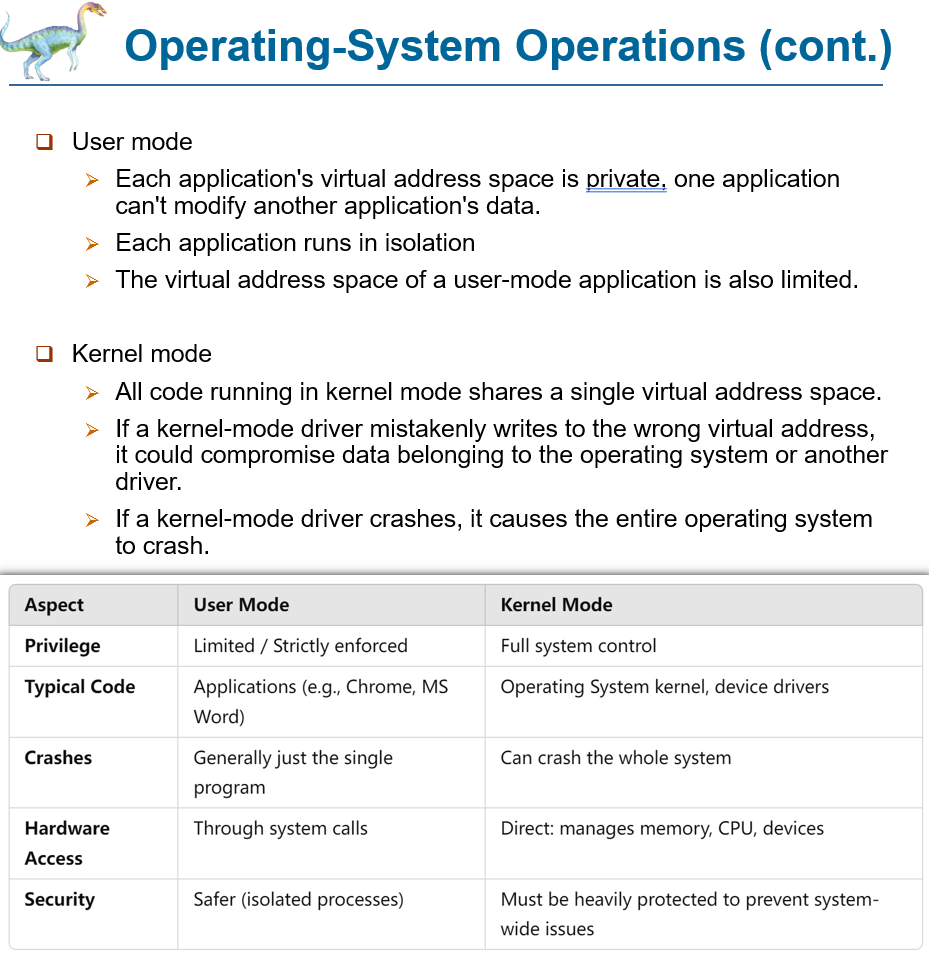 Operating-System Operations (cont.)
User mode
Each application's virtual address space is private, one application
can't modify another application's data.
Each application runs in isolation
The virtual address space of a user-mode application is also limited.
Kernel mode
All code running in kernel mode shares a single virtual address space.
If a kernel-mode driver mistakenly writes to the wrong virtual address,
it could compromise data belonging to the operating system or another
driver.
If a kernel-mode driver crashes, it causes the entire operating system
to crash.
Aspect User Mode Kernel Mode
Privilege Limited / Strictly enforced Full system control
Typical Code Applications (e.g., Chrome, MS Operating System kernel, device drivers
Word)
Crashes Generally just the single Can crash the whole system
program
Hardware Through system calls Direct: manages memory, CPU, devices
Access
Security Safer (isolated processes) Must be heavily protected to prevent system-
wide issues